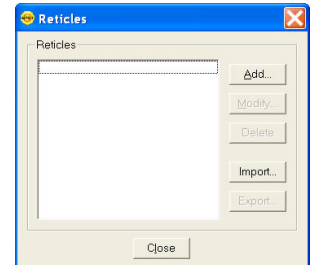 Reticles
Reticles
Add...
Modify...
Delete
Import...
Export...
Close